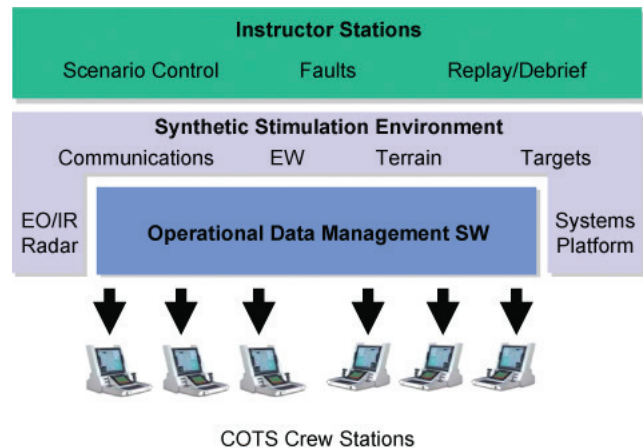 Instructor Stations
Scenario Control Faults Replay/Debrief
Synthetic Stimulation Environment
Communications EW Terrain Targets
EO/IR
Radar
Operational Data Management SW
Systems
Platform
COTS Crew Stations